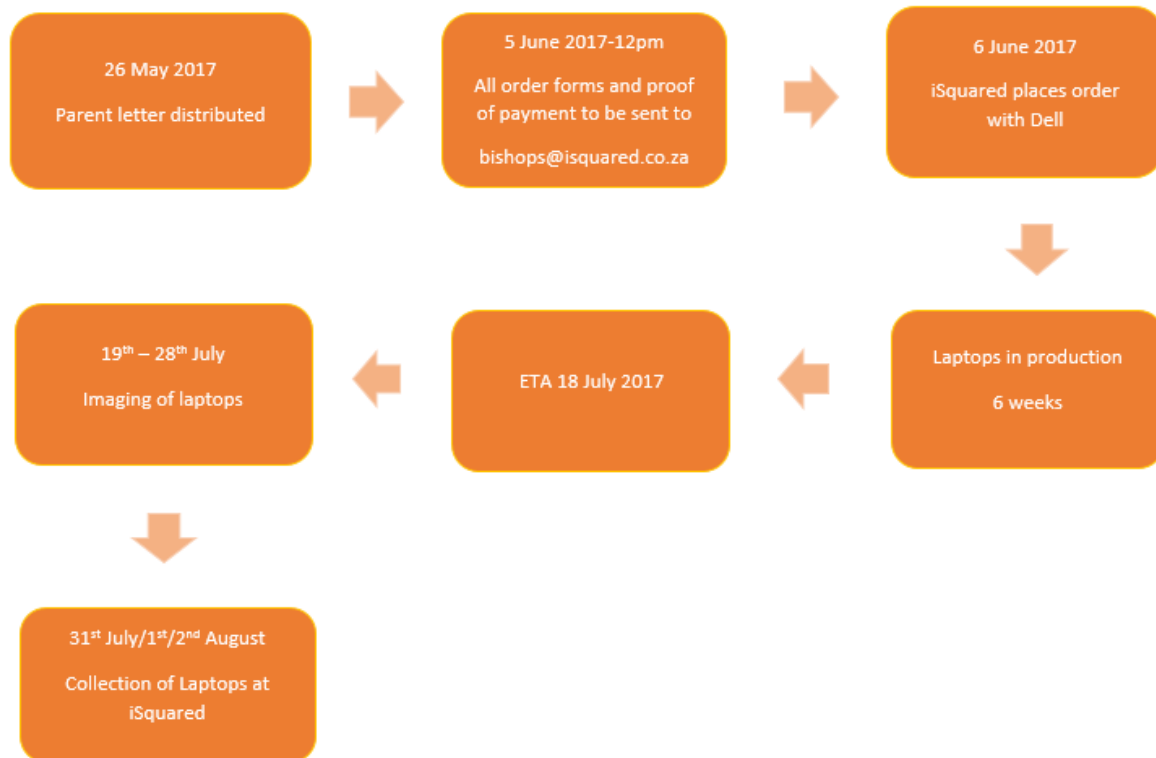 26 May 2017
Parent letter distributed
5 June 2017-12pm
All order forms and proof
of payment to be sent to
bishops@isquared.co.za
6 June 2017
iSquared places order
with Dell
Laptops in production
6 weeks
ETA 18 July 2017
19th – 28th July
Imaging of laptops
31st July/1st/2nd August
Collection of Laptops at
iSquared